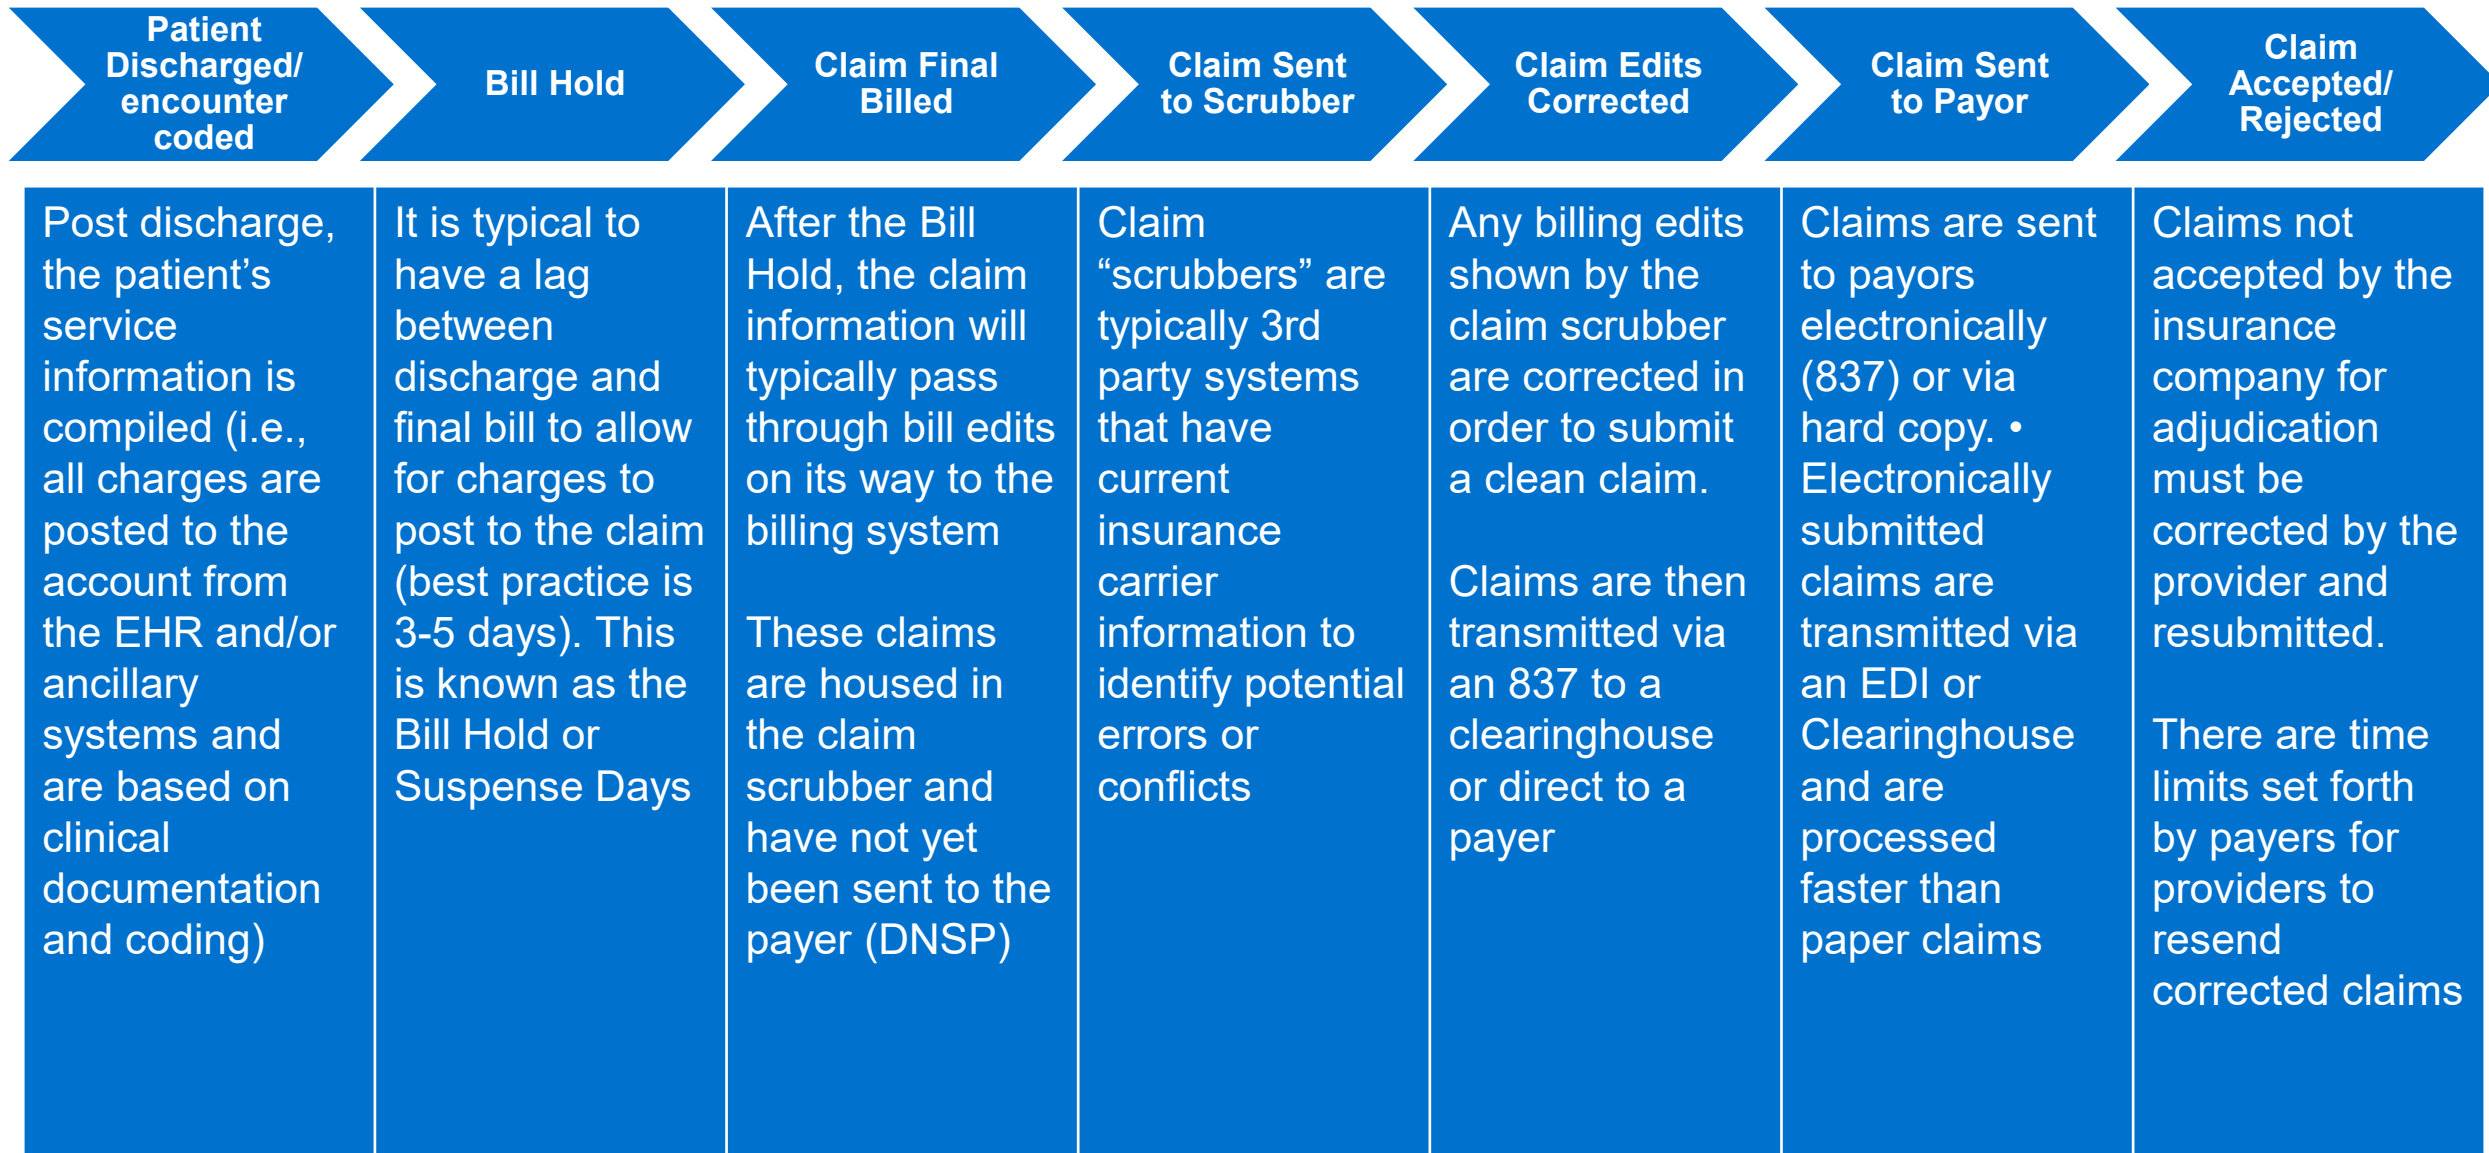 Patient
Discharged/
encounter
coded
Bill Hold
Claim Final
Billed
Claim Sent
to Scrubber
Claim Edits
Corrected
Claim Sent
to Payor
Claim
Accepted/
Rejected
Post discharge,
the patient’s
service
information is
compiled (i.e.,
all charges are
posted to the
account from
the EHR and/or
ancillary
systems and
are based on
clinical
documentation
and coding)
It is typical to
have a lag
between
discharge and
final bill to allow
for charges to
post to the claim
(best practice is
3-5 days). This
is known as the
Bill Hold or
Suspense Days
After the Bill
Hold, the claim
information will
typically pass
through bill edits
on its way to the
billing system
These claims
are housed in
the claim
scrubber and
have not yet
been sent to the
payer (DNSP)
Claim
“scrubbers” are
typically 3rd
party systems
that have
current
insurance
carrier
information to
identify potential
errors or
conflicts
Any billing edits
shown by the
claim scrubber
are corrected in
order to submit
a clean claim.
Claims are then
transmitted via
an 837 to a
clearinghouse
or direct to a
payer
Claims are sent
to payors
electronically
(837) or via
hard copy. •
Electronically
submitted
claims are
transmitted via
an EDI or
Clearinghouse
and are
processed
faster than
paper claims
Claims not
accepted by the
insurance
company for
adjudication
must be
corrected by the
provider and
resubmitted.
There are time
limits set forth
by payers for
providers to
resend
corrected claims